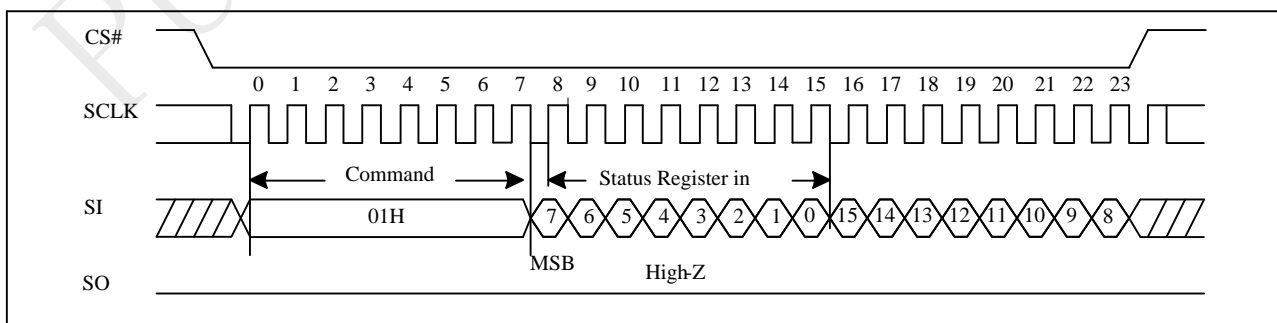 CS#
0 1 2 3 4 5 6 7 8 9 10 11 12 13 14 15 16 17 18 19 20 21 22 23
SCLK
Command Status Register in
SI 01H 7 6 5 4 3 2 1 0 15 14 13 12 11 10 9 8
MSB High-Z
SO